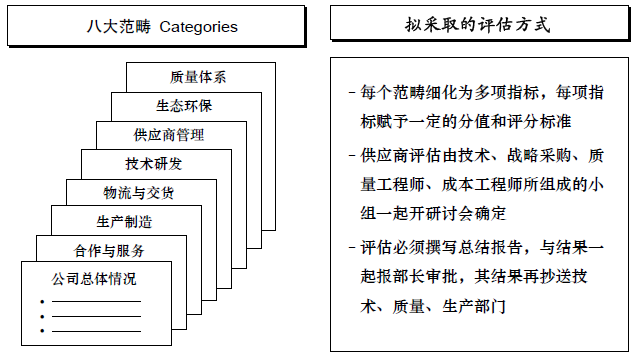 八大范畴 Categories
质量体系
生态环保
供应商管理
技术研发
物流与交货
生产制造
合作与服务
公司总体情况
拟采取的评估方式
- 每个范畴细化为多项指标，每项指
标赋予一定的分值和评分标准
- 供应商评估由技术、战略采购、质
量工程师、成本工程师所组成的小
组一起开研讨会确定
- 评估必须撰写总结报告，与结果一
起报部长审批，其结果再抄送技
术、质量、生产部门